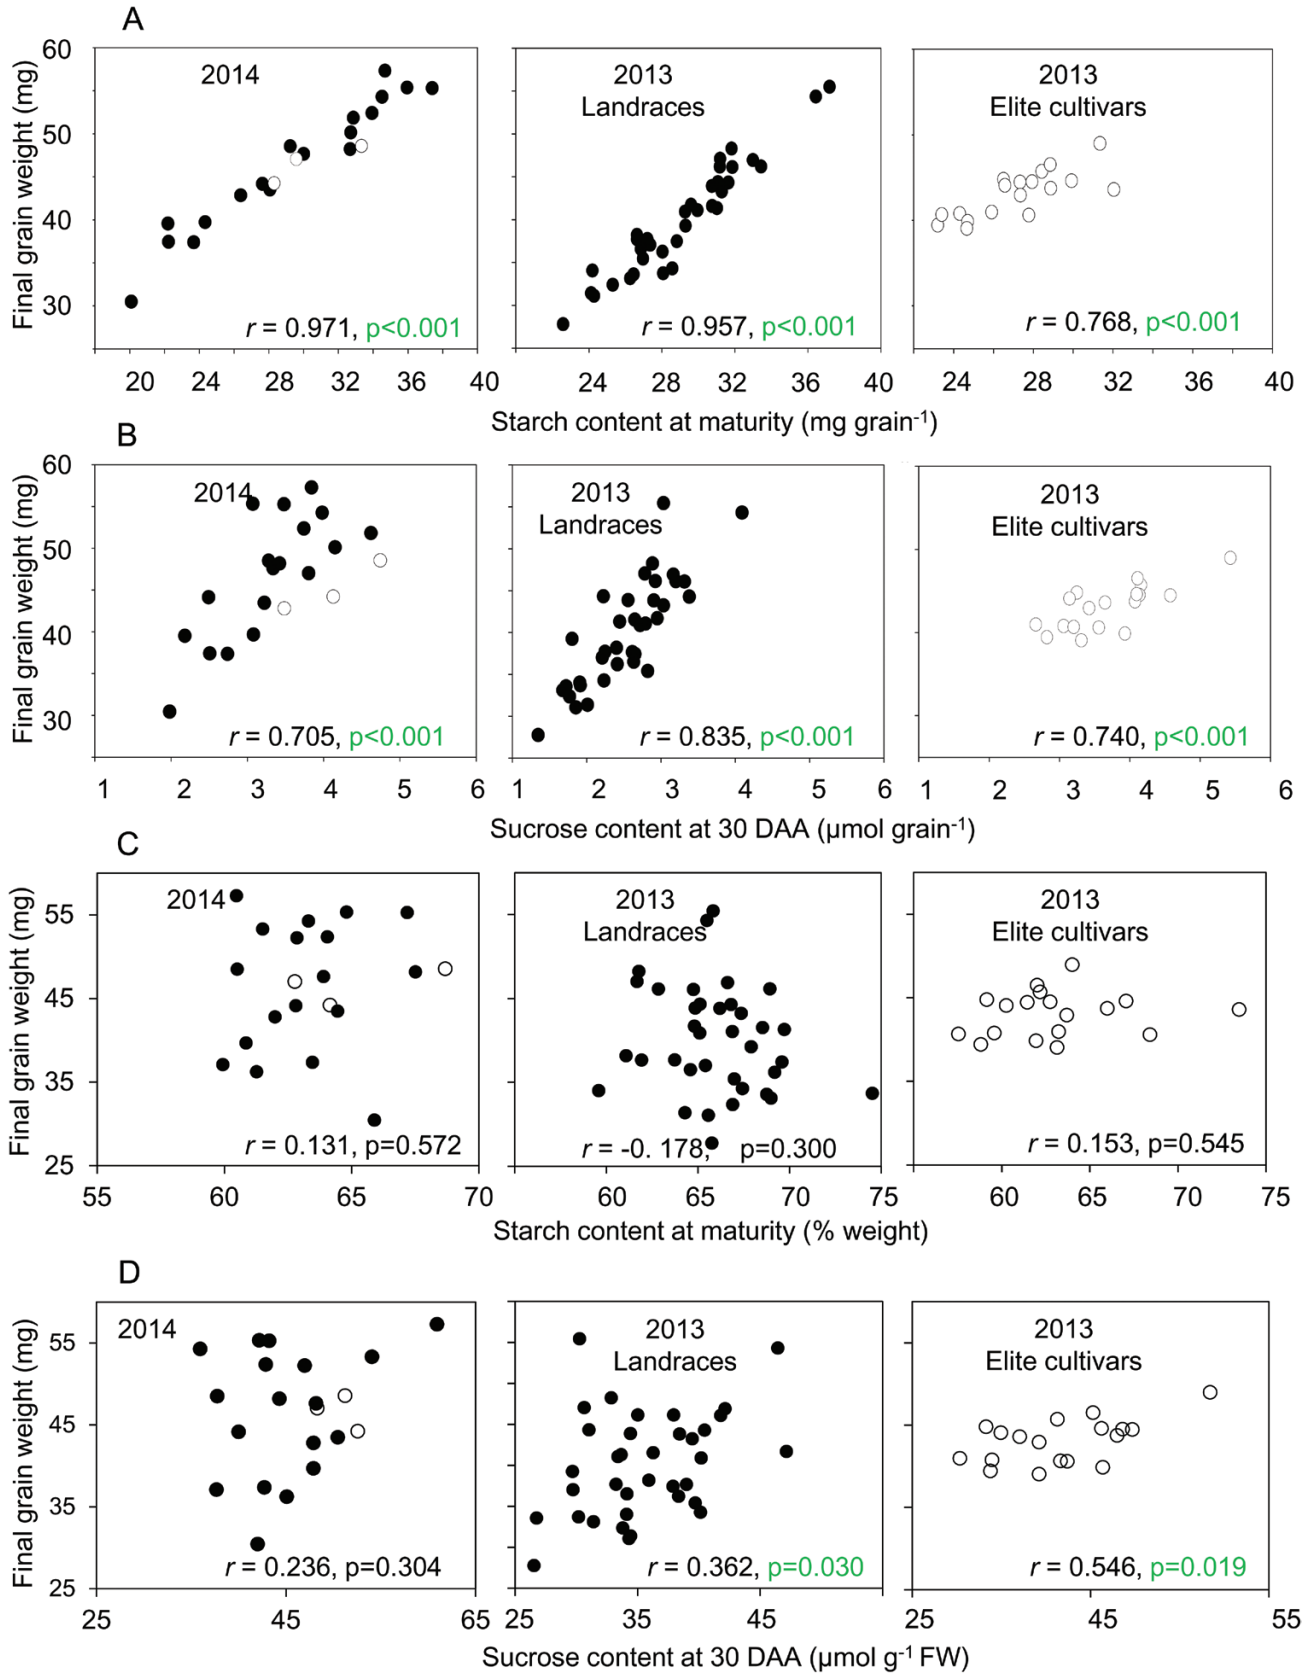 A
60
50
40
30
Final grain weight (mg)
2014
r = 0.971, p<0.001
20 24 28 32 36 40
2013
Landraces
r = 0.957, p<0.001
24 28 32 36 40
2013
Elite cultivars
r = 0.768, p<0.001
24 28 32 36 40
Starch content at maturity (mg grain⁻¹)
B
60
50
40
30
Final grain weight (mg)
2014
r = 0.705, p<0.001
1 2 3 4 5 6
2013
Landraces
r = 0.835, p<0.001
1 2 3 4 5 6
2013
Elite cultivars
r = 0.740, p<0.001
1 2 3 4 5 6
Sucrose content at 30 DAA (μmol grain⁻¹)
C
55
45
35
25
Final grain weight (mg)
2014
r = 0.131, p=0.572
55 60 65 70
2013
Landraces
r = -0. 178, p=0.300
60 65 70 75
2013
Elite cultivars
r = 0.153, p=0.545
60 65 70 75
Starch content at maturity (% weight)
D
55
45
35
25
Final grain weight (mg)
2014
r = 0.236, p=0.304
25 45 65
2013
Landraces
r = 0.362, p=0.030
25 35 45
2013
Elite cultivars
r = 0.546, p=0.019
25 45 55
Sucrose content at 30 DAA (μmol g⁻¹ FW)